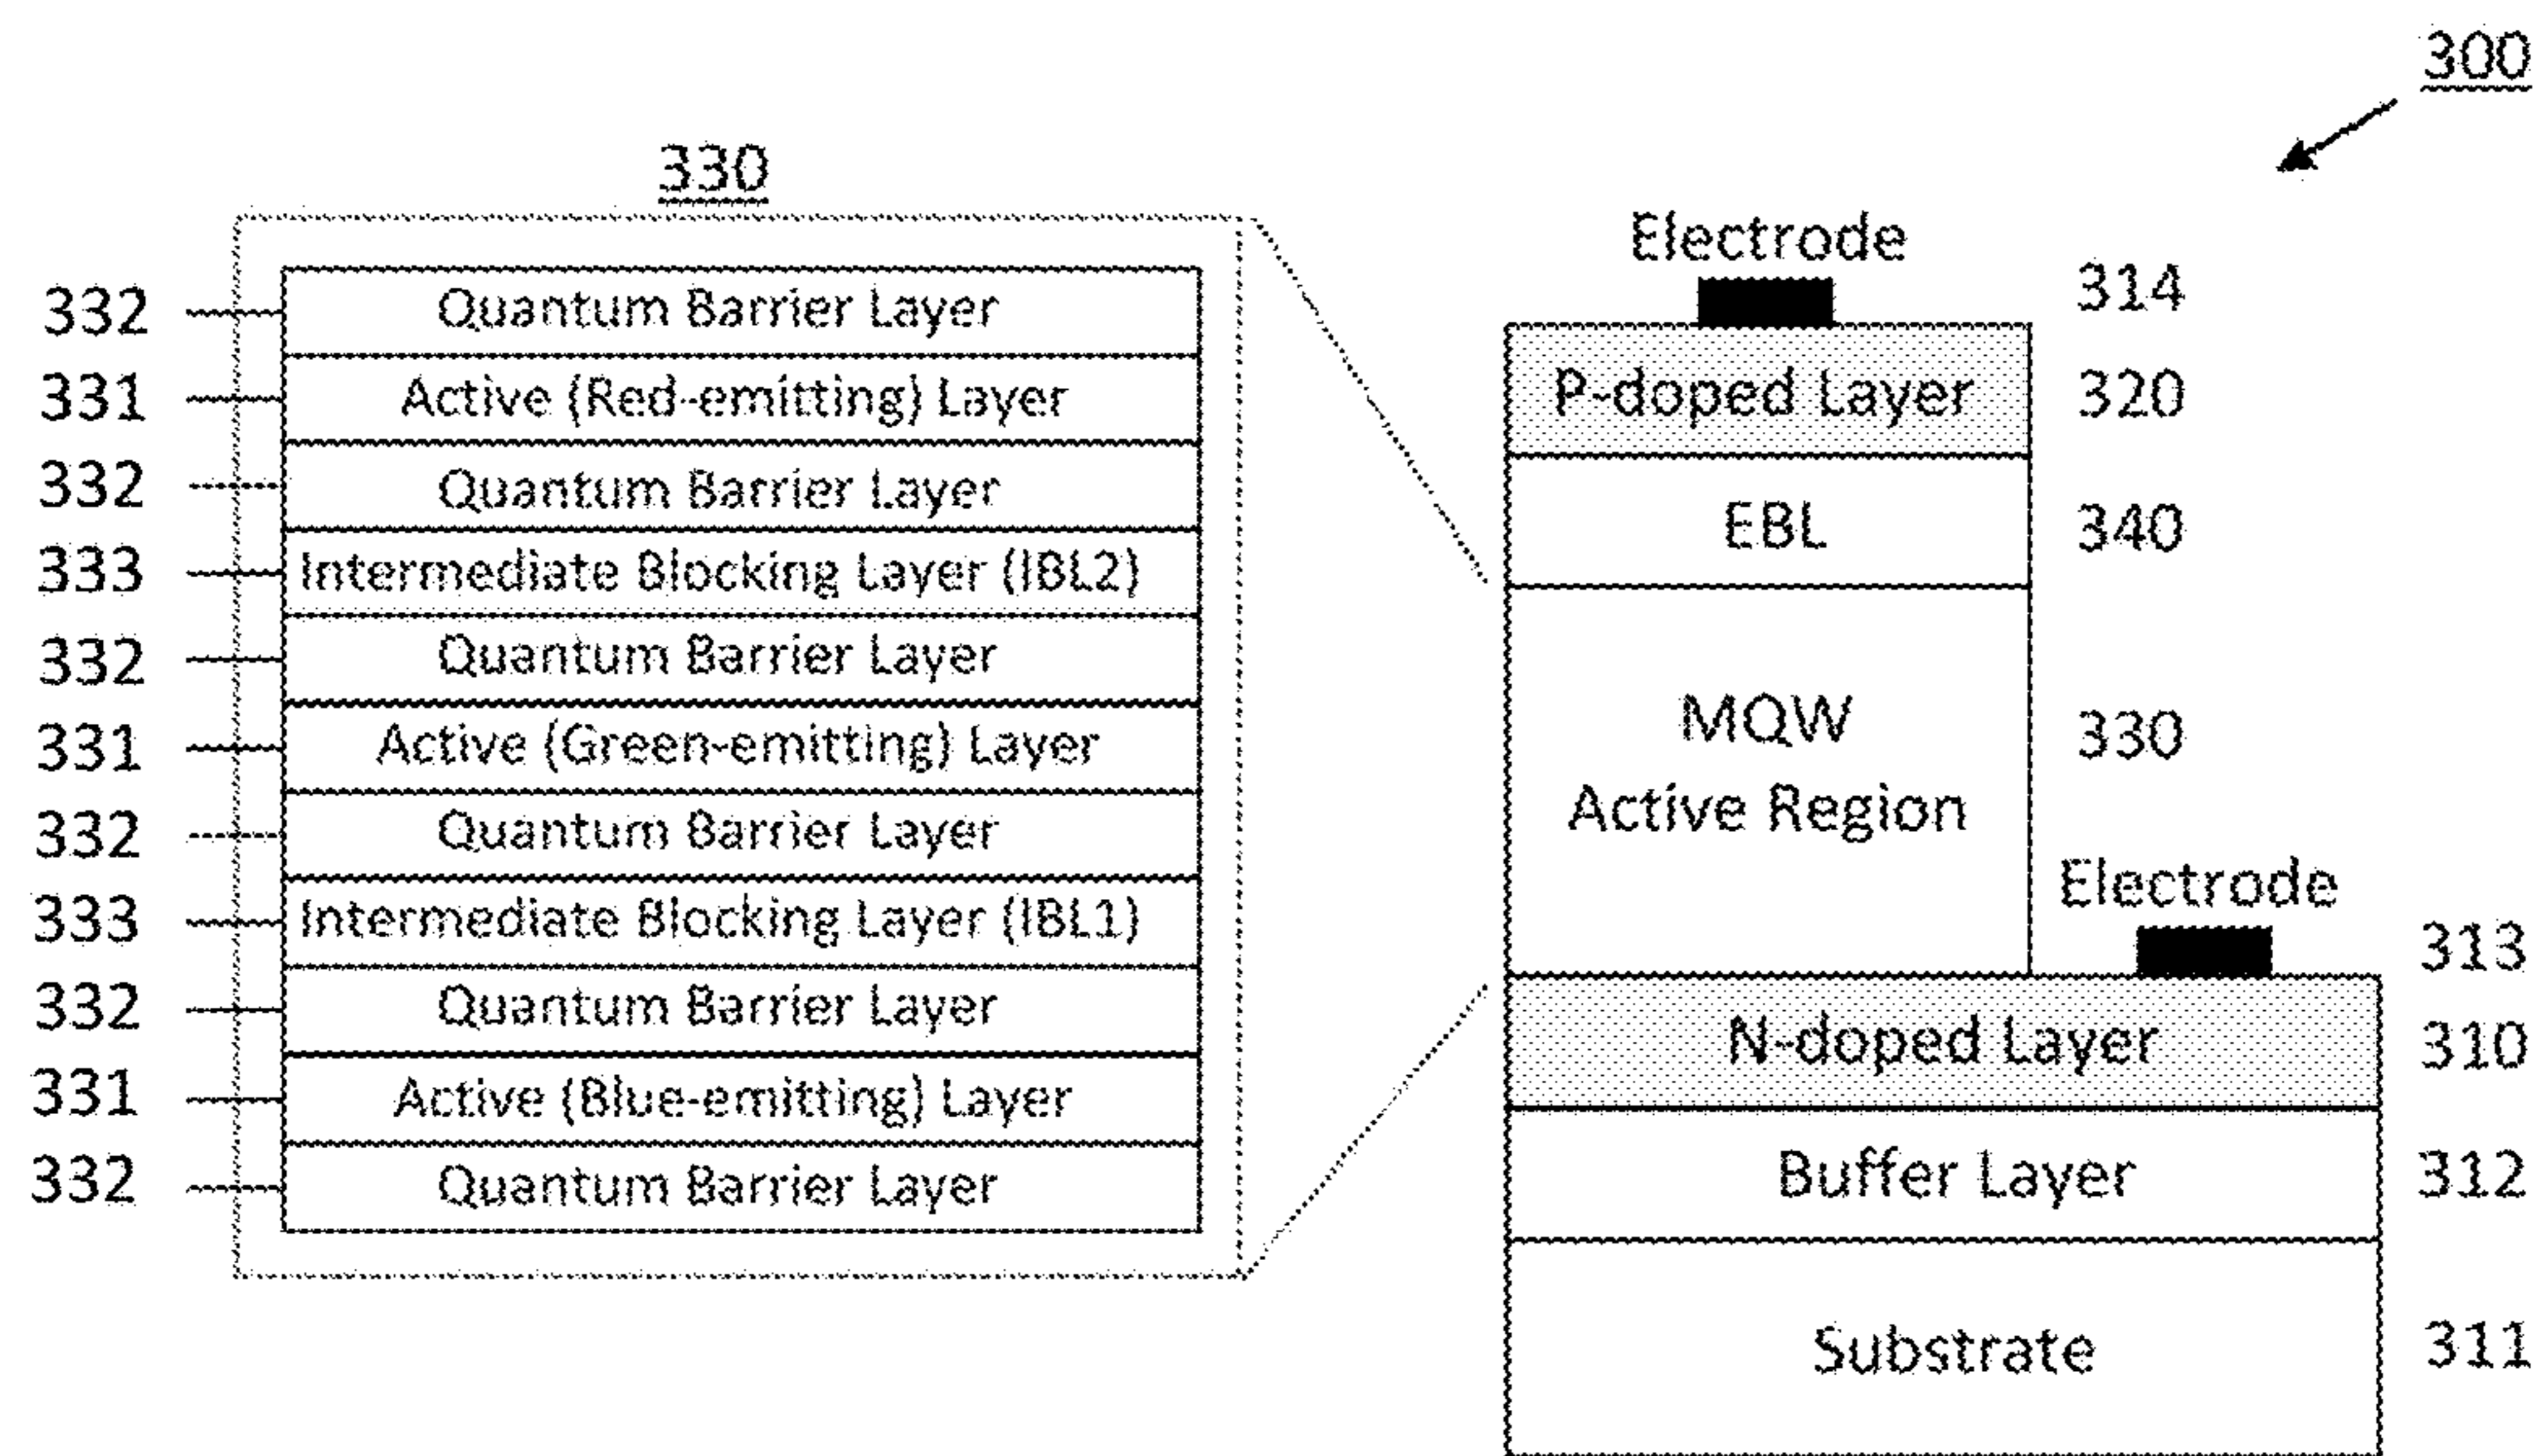 300
330
332 Quantum Barrier Layer
331 Active (Red-emitting) Layer
332 Quantum Barrier Layer
333 Intermediate Blocking Layer (IBL2)
332 Quantum Barrier Layer
331 Active (Green-emitting) Layer
332 Quantum Barrier Layer
333 Intermediate Blocking Layer (IBL1)
332 Quantum Barrier Layer
331 Active (Blue-emitting) Layer
332 Quantum Barrier Layer
Electrode
314
P-doped Layer 320
EBL 340
MQW
Active Region
330
Electrode
313
N-doped Layer 310
Buffer Layer 312
Substrate 311